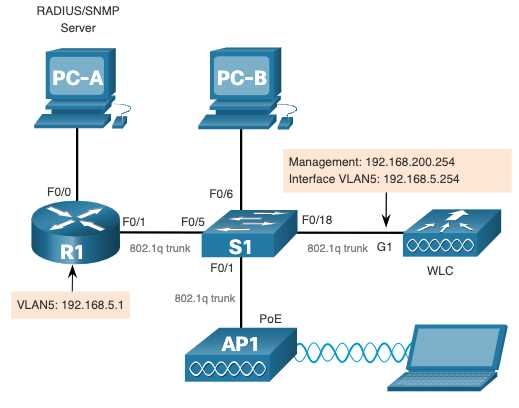 RADIUS/SNMP
Server
PC-A
PC-B
Management: 192.168.200.254
Interface VLAN5: 192.168.5.254
F0/0
F0/6
F0/1
F0/5
F0/18
R1
802.1q trunk
S1
802.1q trunk
G1
WLC
F0/1
VLAN5: 192.168.5.1
802.1q trunk
PoE
AP1